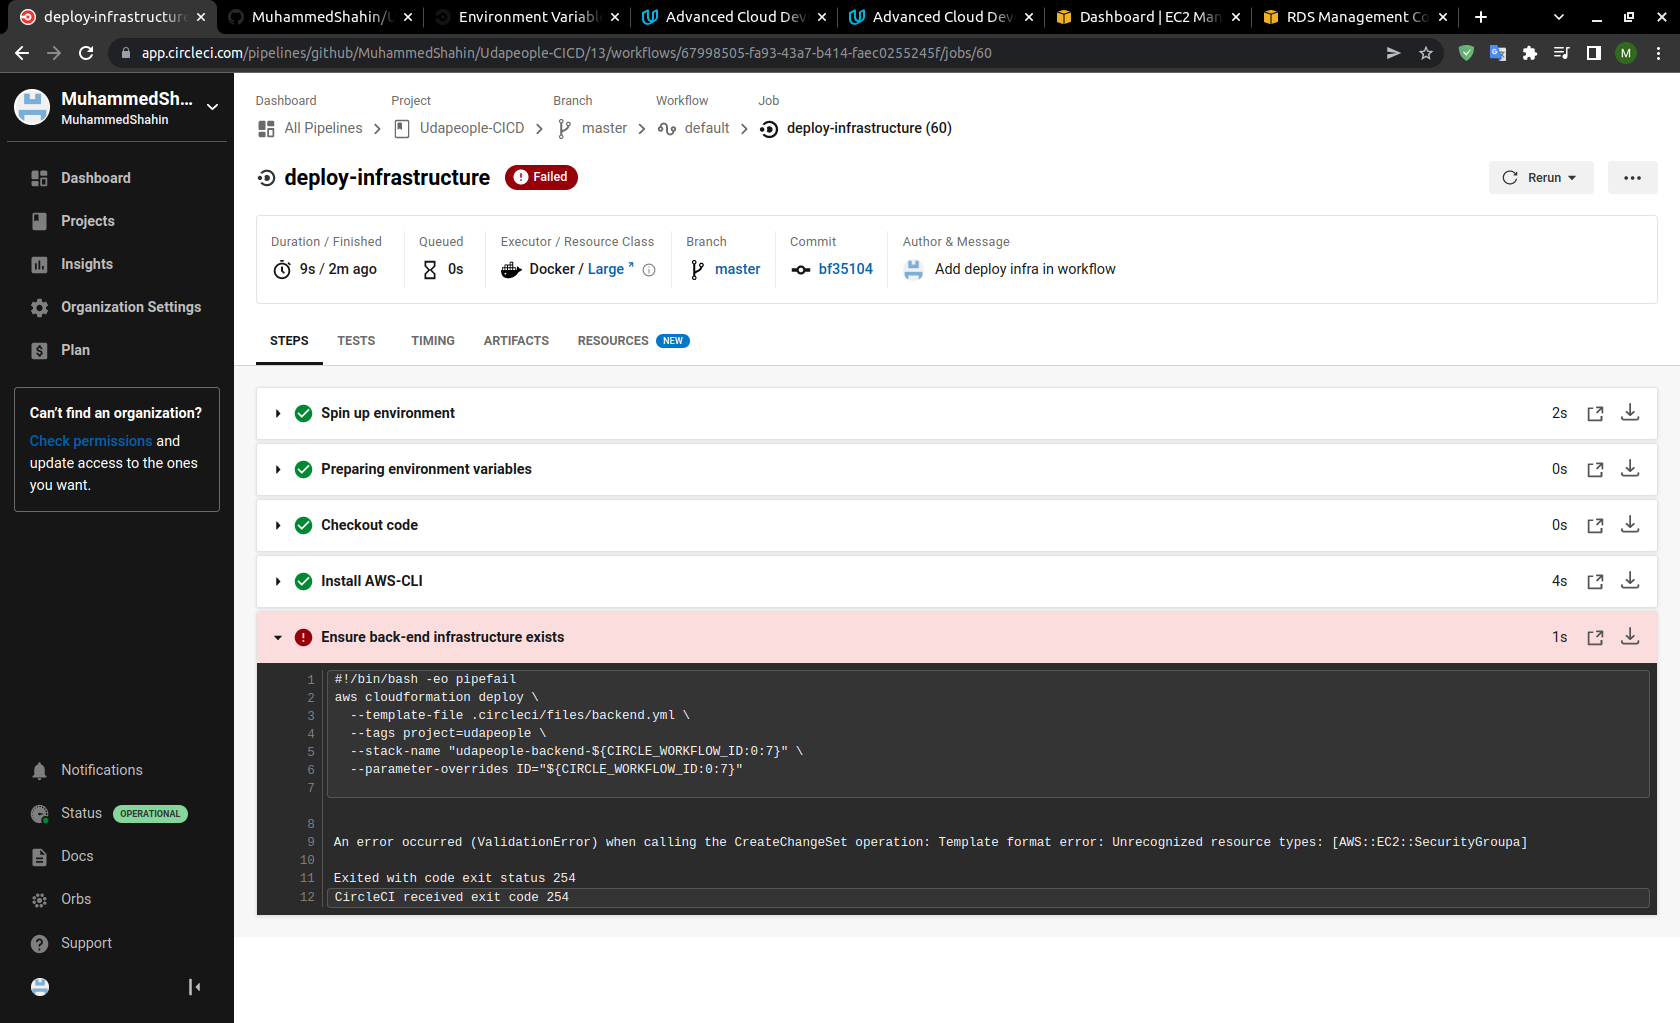 deploy-infrastructure
MuhammedShahin/U
Environment Variabl
Advanced Cloud Dev
Advanced Cloud Dev
Dashboard | EC2 Man
RDS Management Co
app.circleci.com/pipelines/github/MuhammedShahin/Udapeople-CICD/13/workflows/67998505-fa93-43a7-b414-faec0255245f/jobs/60
M
MuhammedSh...
MuhammedShahin
Dashboard
Projects
Insights
Organization Settings
Plan
Can't find an organization?
Check permissions and
update access to the ones
you want.
Notifications
Status OPERATIONAL
Docs
Orbs
Support
Dashboard Project Branch Workflow Job
All Pipelines Udapeople-CICD master default deploy-infrastructure (60)
deploy-infrastructure Failed
Rerun
Duration / Finished Queued Executor / Resource Class Branch Commit Author & Message
9s / 2m ago 0s Docker / Large master bf35104 Add deploy infra in workflow
STEPS TESTS TIMING ARTIFACTS RESOURCES NEW
Spin up environment 2s
Preparing environment variables 0s
Checkout code 0s
Install AWS-CLI 4s
Ensure back-end infrastructure exists 1s
1 #!/bin/bash -eo pipefail
2 aws cloudformation deploy \
3 --template-file .circleci/files/backend.yml \
4 --tags project=udapeople \
5 --stack-name "udapeople-backend-${CIRCLE_WORKFLOW_ID:0:7}" \
6 --parameter-overrides ID="${CIRCLE_WORKFLOW_ID:0:7}"
7
8
9 An error occurred (ValidationError) when calling the CreateChangeSet operation: Template format error: Unrecognized resource types: [AWS::EC2::SecurityGroupa]
10
11 Exited with code exit status 254
12 CircleCI received exit code 254